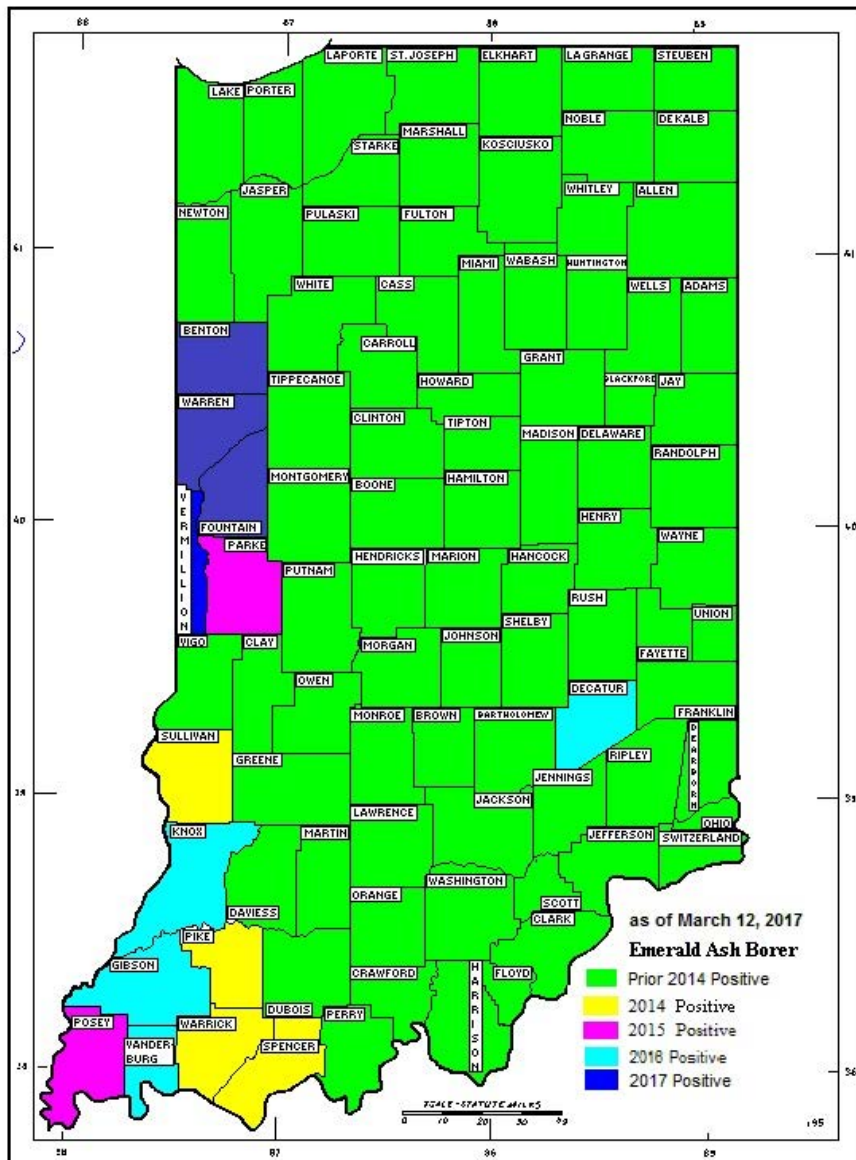 88 87 86 85
LAPORTE ST. JOSEPH ELKHART LAGRANGE STEUBEN
LAKE PORTER
NOBLE DEKALB
MARSHALL
STARKE KOSCIUSKO
JASPER WHITLEY ALLEN
NEWTON PULASKI FULTON
41 41
MIAMI WABASH HUNTINGTON
WHITE CASS WELLS ADAMS
BENTON
CARROLL
GRANT
TIPPECANOE HOWARD BLACKFORD JAY
WARREN
CLINTON TIPTON
MADISON DELAWARE
RANDOLPH
MONTGOMERY BOONE HAMILTON
VERMILLION
HENRY
40 40
FOUNTAIN
WAYNE
PARKE
HENDRICKS MARION HANCOCK
PUTNAM
RUSH
UNION
SHELBY
VIGO CLAY MORGAN JOHNSON
FAYETTE
OWEN
DECATUR
MONROE BROWN BARTHOLOMEW FRANKLIN
SULLIVAN
DEARBORN
RIPLEY
GREENE
JENNINGS
39 39
JACKSON
LAWRENCE
OHIO
KNOX MARTIN JEFFERSON SWITZERLAND
WASHINGTON
ORANGE
SCOTT
DAVIESS CLARK
PIKE
GIBSON CRAWFORD HARRISON FLOYD
DUBOIS PERRY
POSEY WARRICK
VANDER
BURG
SPENCER
as of March 12, 2017
Emerald Ash Borer
Prior 2014 Positive
2014 Positive
2015 Positive
2016 Positive
2017 Positive
38
SCALE-STATUTE MILES
0 10 20 30
88 87 86 85